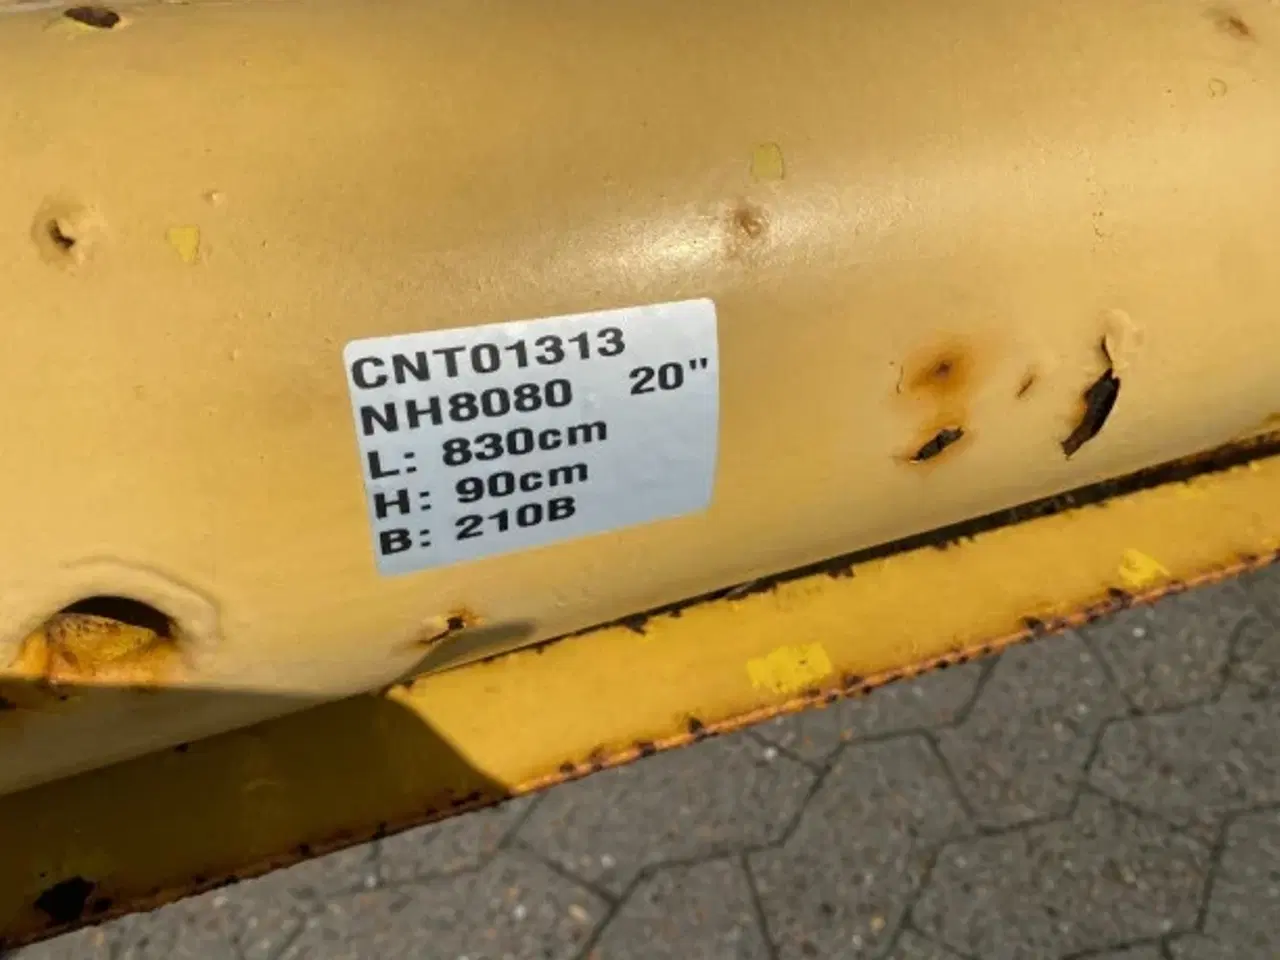 CNT01313
NH8080 20"
L: 830cm
H: 90cm
B: 210B